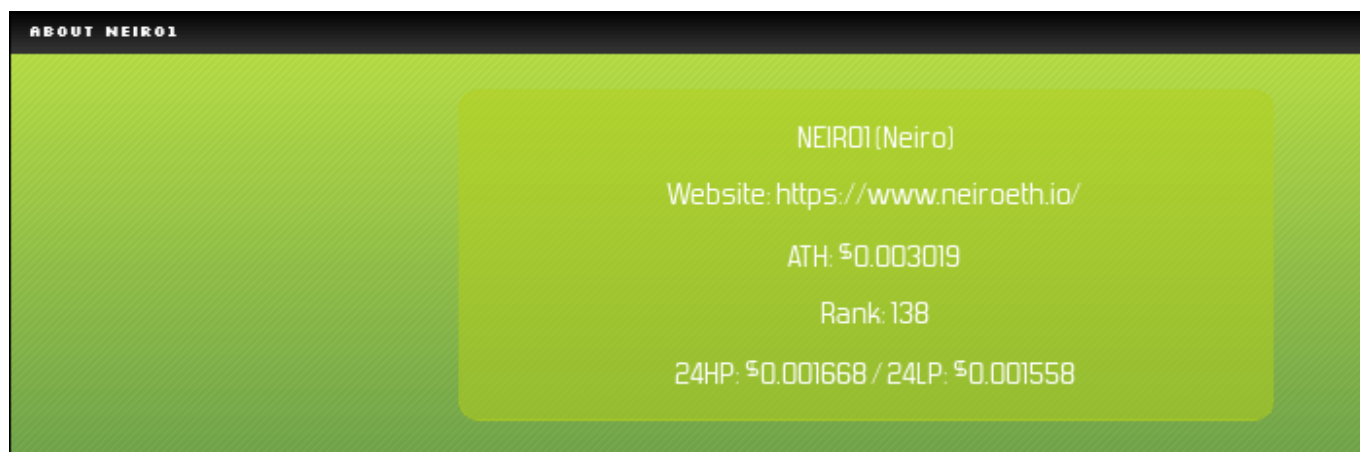 ABOUT NEIRO1
NEIRO1 (Neiro)
Website: https://www.neiroeth.io/
ATH: $0.003019
Rank: 138
24HP: $0.001668 / 24LP: $0.001558